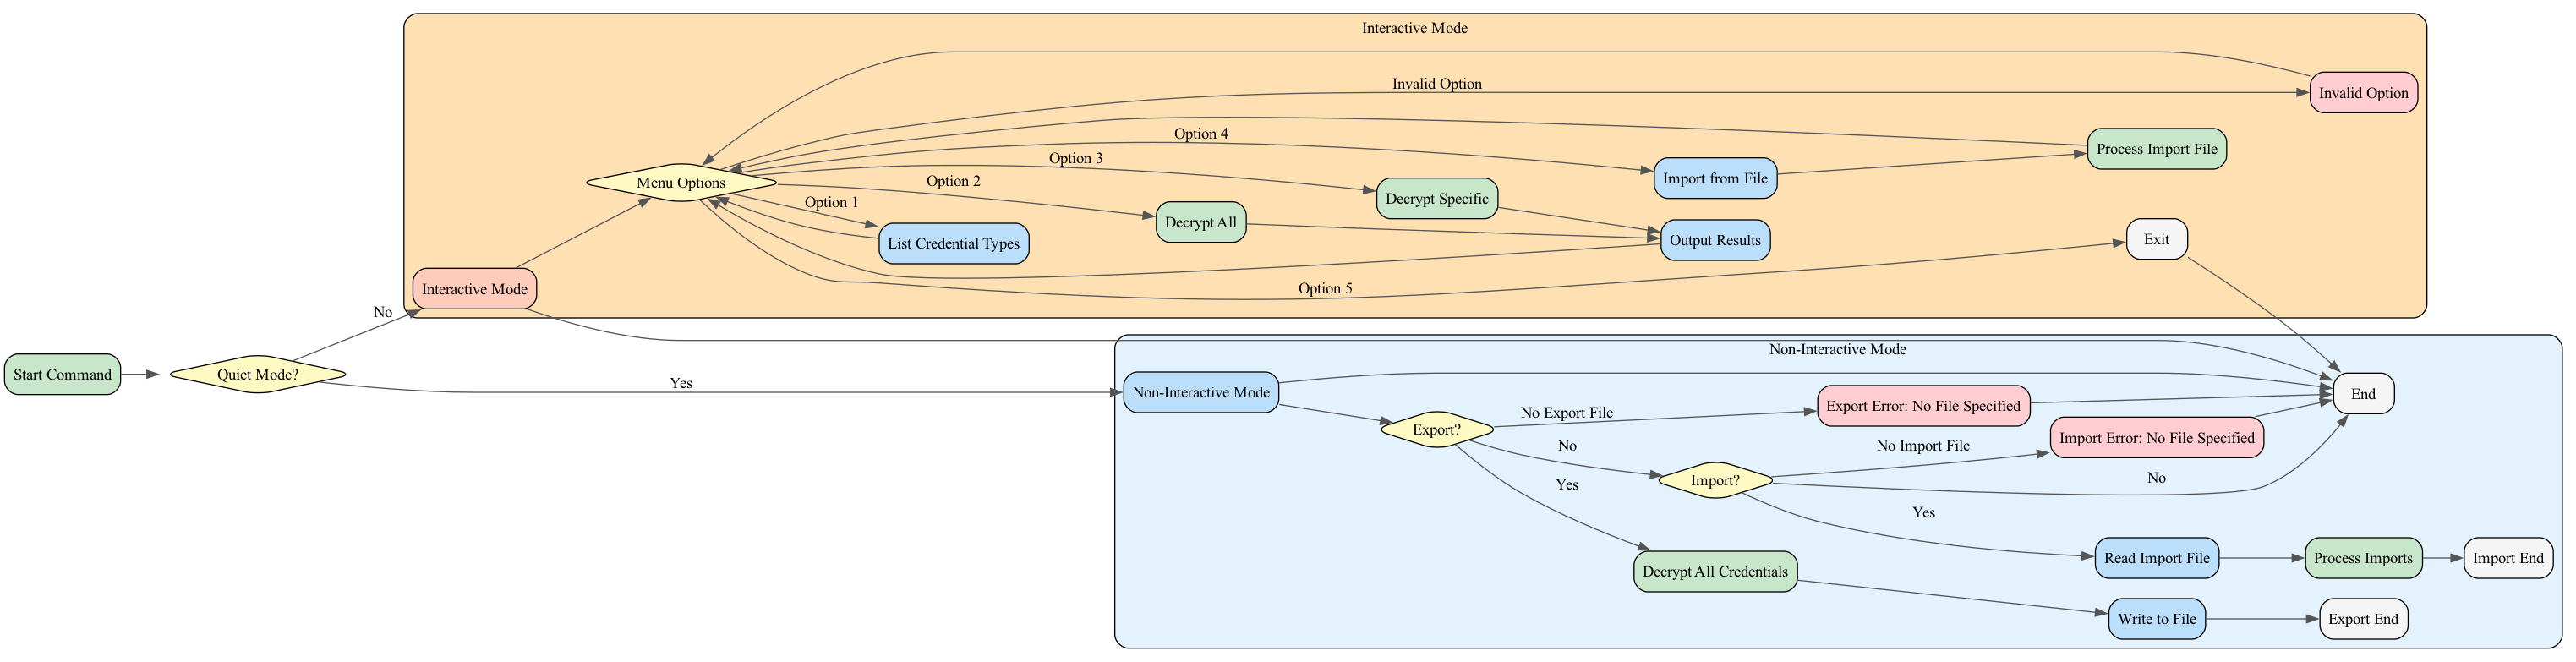 Interactive Mode
Invalid Option
Invalid Option
Option 4
Process Import File
Option 3
Import from File
Menu Options
Option 2
Decrypt Specific
Option 1
Decrypt All
List Credential Types
Output Results
Exit
Interactive Mode
Option 5
No
Non-Interactive Mode
Start Command
Quiet Mode?
Yes
Non-Interactive Mode
End
No Export File
Export Error: No File Specified
Export?
No
No Import File
Import Error: No File Specified
Import?
No
Yes
Yes
Read Import File
Process Imports
Import End
Decrypt All Credentials
Write to File
Export End